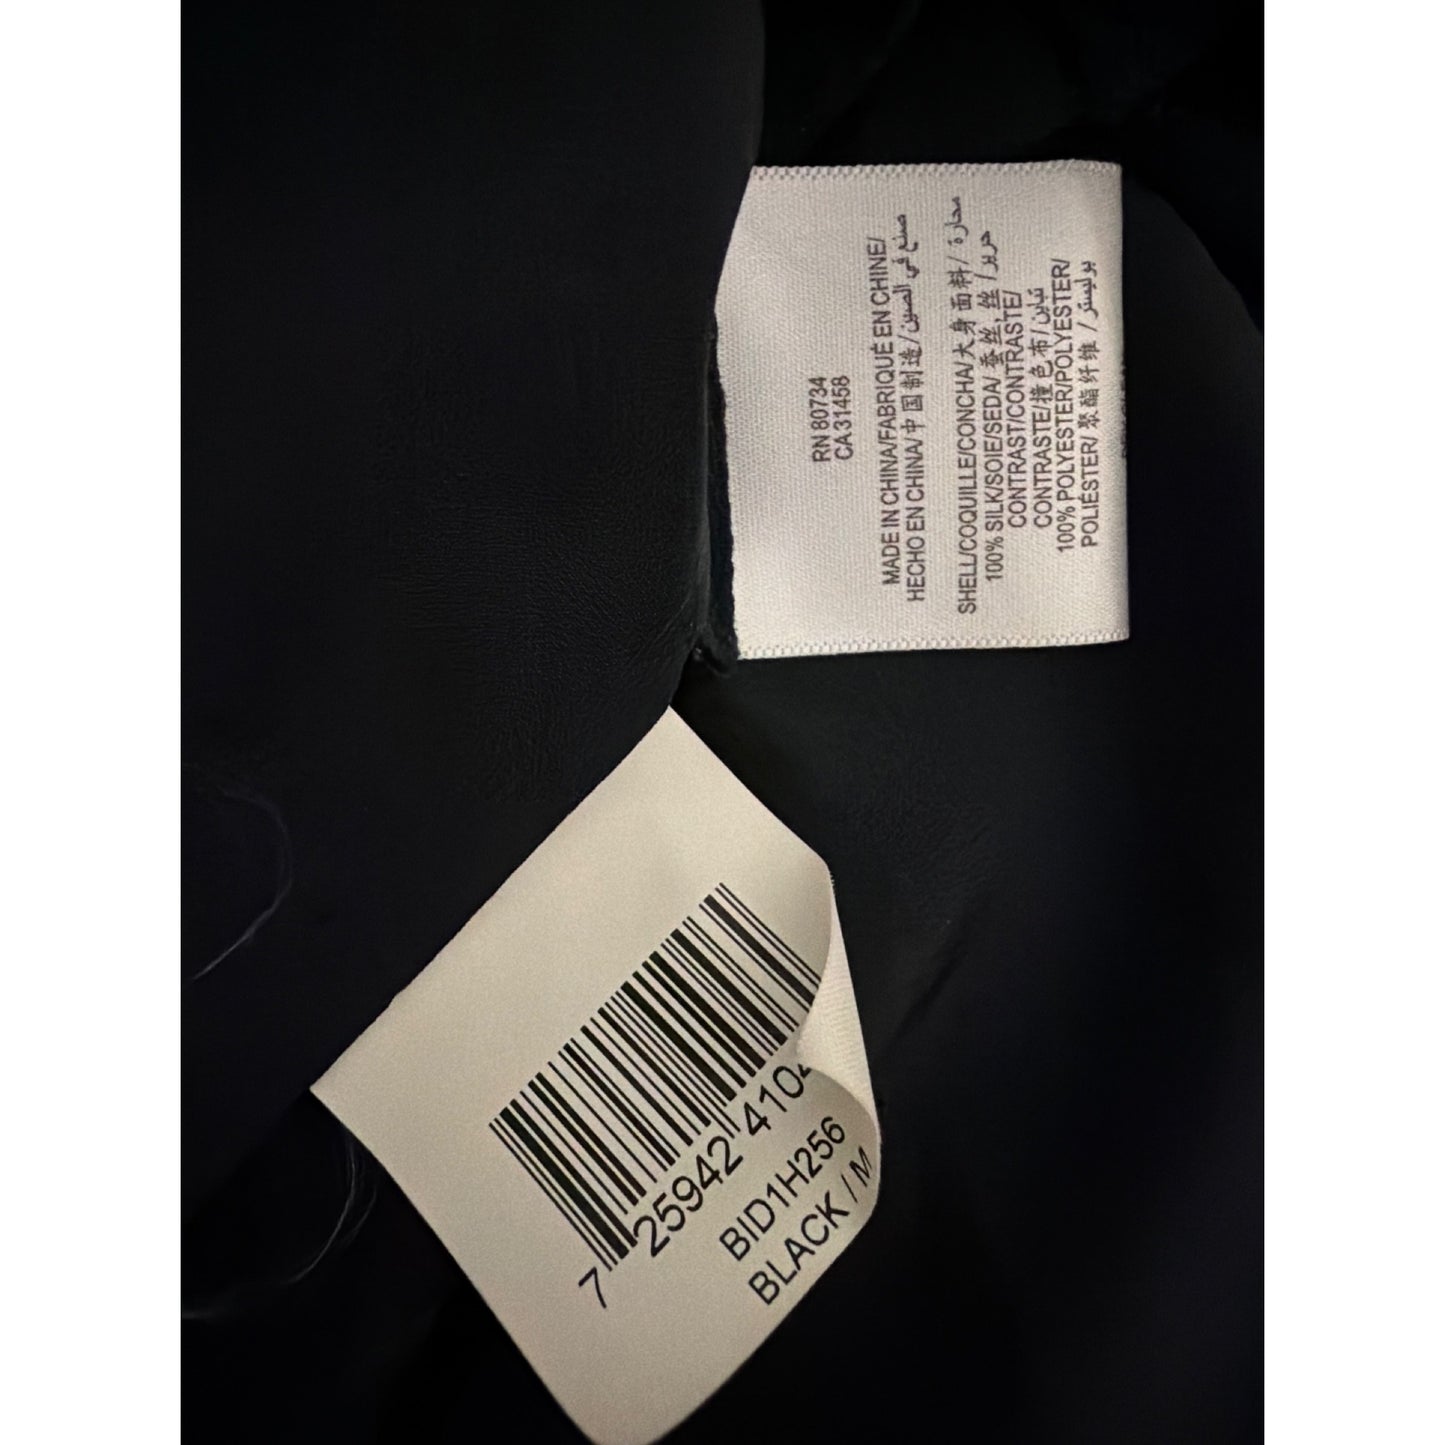 RN 80734
CA 31458
MADE IN CHINA/FABRIQUÉ EN CHINE/
HECHO EN CHINA/中国制造/صنع في الصين
SHELL/COQUILLE/CONCHA/大身面料/محارة
100% SILK/SOIE/SEDA/蚕丝, 丝/حرير
CONTRAST/CONTRASTE/
CONTRASTE/撞色布/تباين
100% POLYESTER/POLYESTER/
POLIÉSTER/聚酯纤维/بوليستر
7 25942 4104
BID1H256
BLACK / M